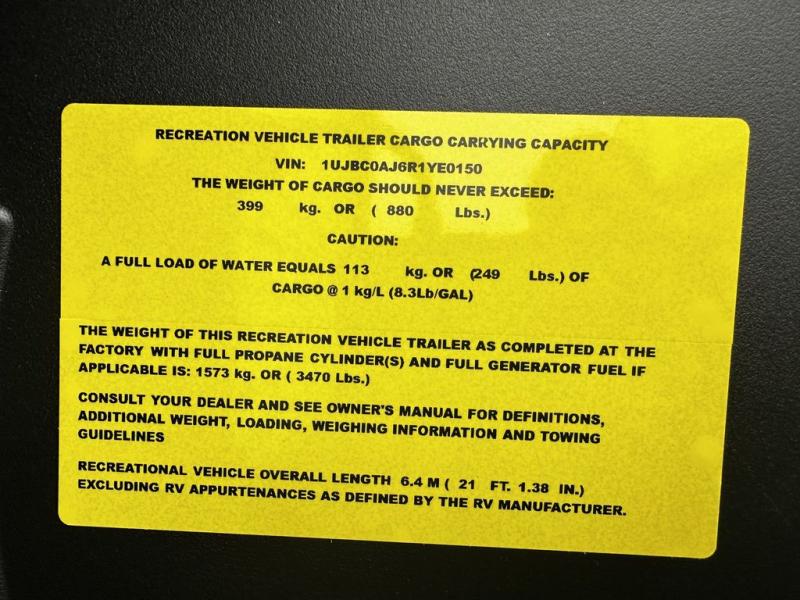 RECREATION VEHICLE TRAILER CARGO CARRYING CAPACITY
VIN: 1UJBC0AJ6R1YE0150
THE WEIGHT OF CARGO SHOULD NEVER EXCEED:
399 kg. OR ( 880 Lbs.)
CAUTION:
A FULL LOAD OF WATER EQUALS 113 kg. OR (249 Lbs.) OF
CARGO @ 1 kg/L (8.3Lb/GAL)
THE WEIGHT OF THIS RECREATION VEHICLE TRAILER AS COMPLETED AT THE
FACTORY WITH FULL PROPANE CYLINDER(S) AND FULL GENERATOR FUEL IF
APPLICABLE IS: 1573 kg. OR ( 3470 Lbs.)
CONSULT YOUR DEALER AND SEE OWNER'S MANUAL FOR DEFINITIONS,
ADDITIONAL WEIGHT, LOADING, WEIGHING INFORMATION AND TOWING
GUIDELINES
RECREATIONAL VEHICLE OVERALL LENGTH 6.4 M ( 21 FT. 1.38 IN.)
EXCLUDING RV APPURTENANCES AS DEFINED BY THE RV MANUFACTURER.